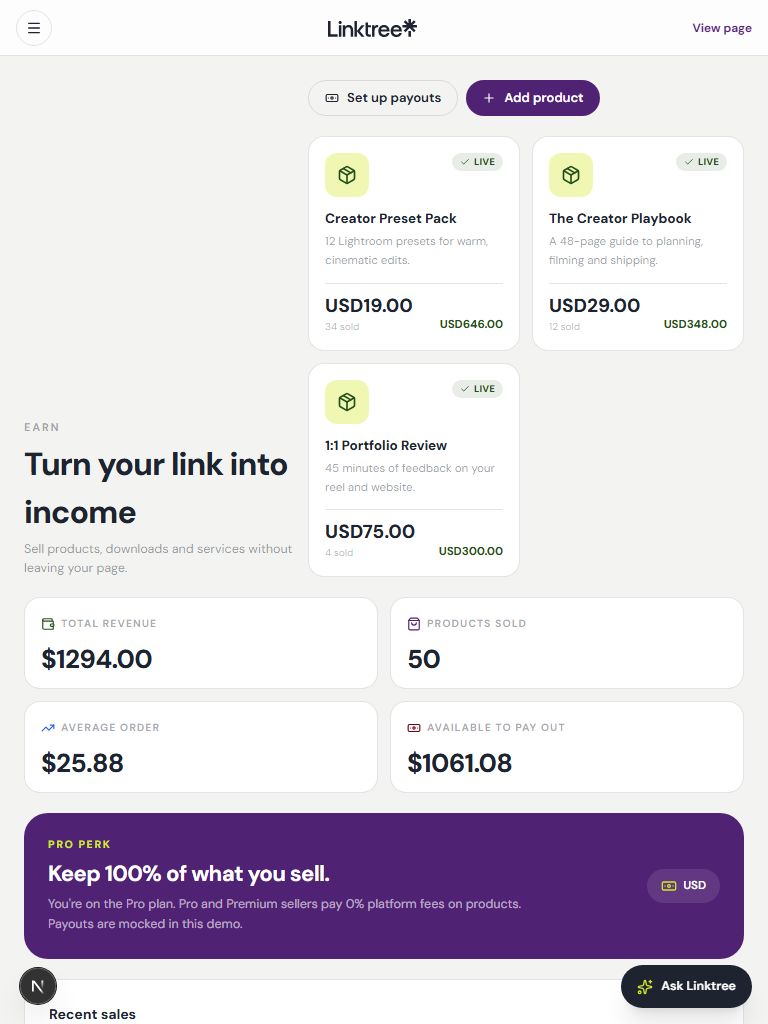 Linktree
View page
Set up payouts
Add product
LIVE
Creator Preset Pack
12 Lightroom presets for warm,
cinematic edits.
USD19.00
34 sold
USD646.00
LIVE
The Creator Playbook
A 48-page guide to planning,
filming and shipping.
USD29.00
12 sold
USD348.00
LIVE
1:1 Portfolio Review
45 minutes of feedback on your
reel and website.
USD75.00
4 sold
USD300.00
EARN
Turn your link into
income
Sell products, downloads and services without
leaving your page.
TOTAL REVENUE
$1294.00
PRODUCTS SOLD
50
AVERAGE ORDER
$25.88
AVAILABLE TO PAY OUT
$1061.08
PRO PERK
Keep 100% of what you sell.
You're on the Pro plan. Pro and Premium sellers pay 0% platform fees on products.
Payouts are mocked in this demo.
USD
N
Ask Linktree
Recent sales